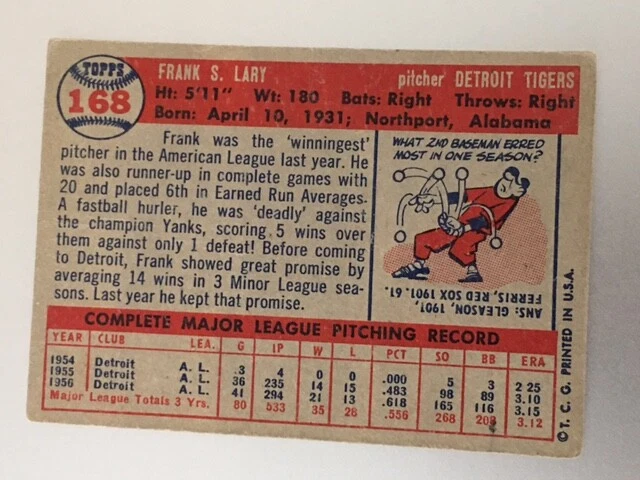 TOPPS
168
FRANK S. LARY pitcher DETROIT TIGERS
Ht: 5'11" Wt: 180 Bats: Right Throws: Right
Born: April 10, 1931; Northport, Alabama
Frank was the 'winningest'
pitcher in the American League last year. He
was also runner-up in complete games with
20 and placed 6th in Earned Run Averages.
A fastball hurler, he was 'deadly' against
the champion Yanks, scoring 5 wins over
them against only 1 defeat! Before coming
to Detroit, Frank showed great promise by
averaging 14 wins in 3 Minor League sea-
sons. Last year he kept that promise.
WHAT 2ND BASEMAN ERRED
MOST IN ONE SEASON?
ANS: GLEASON, 1901,
FERRIS, RED SOX 1901. 61.
COMPLETE MAJOR LEAGUE PITCHING RECORD
YEAR CLUB LEA. G IP W L PCT SO BB ERA
1954 Detroit A. L. 3 4 0 0 .000 5 3 2 25
1955 Detroit A. L. 36 235 14 15 .483 98 89 3.10
1956 Detroit A. L. 41 294 21 13 .618 165 116 3.15
Major League Totals 3 Yrs. 80 533 35 28 .556 268 208 3.12
©T. C. G. PRINTED IN U.S.A.